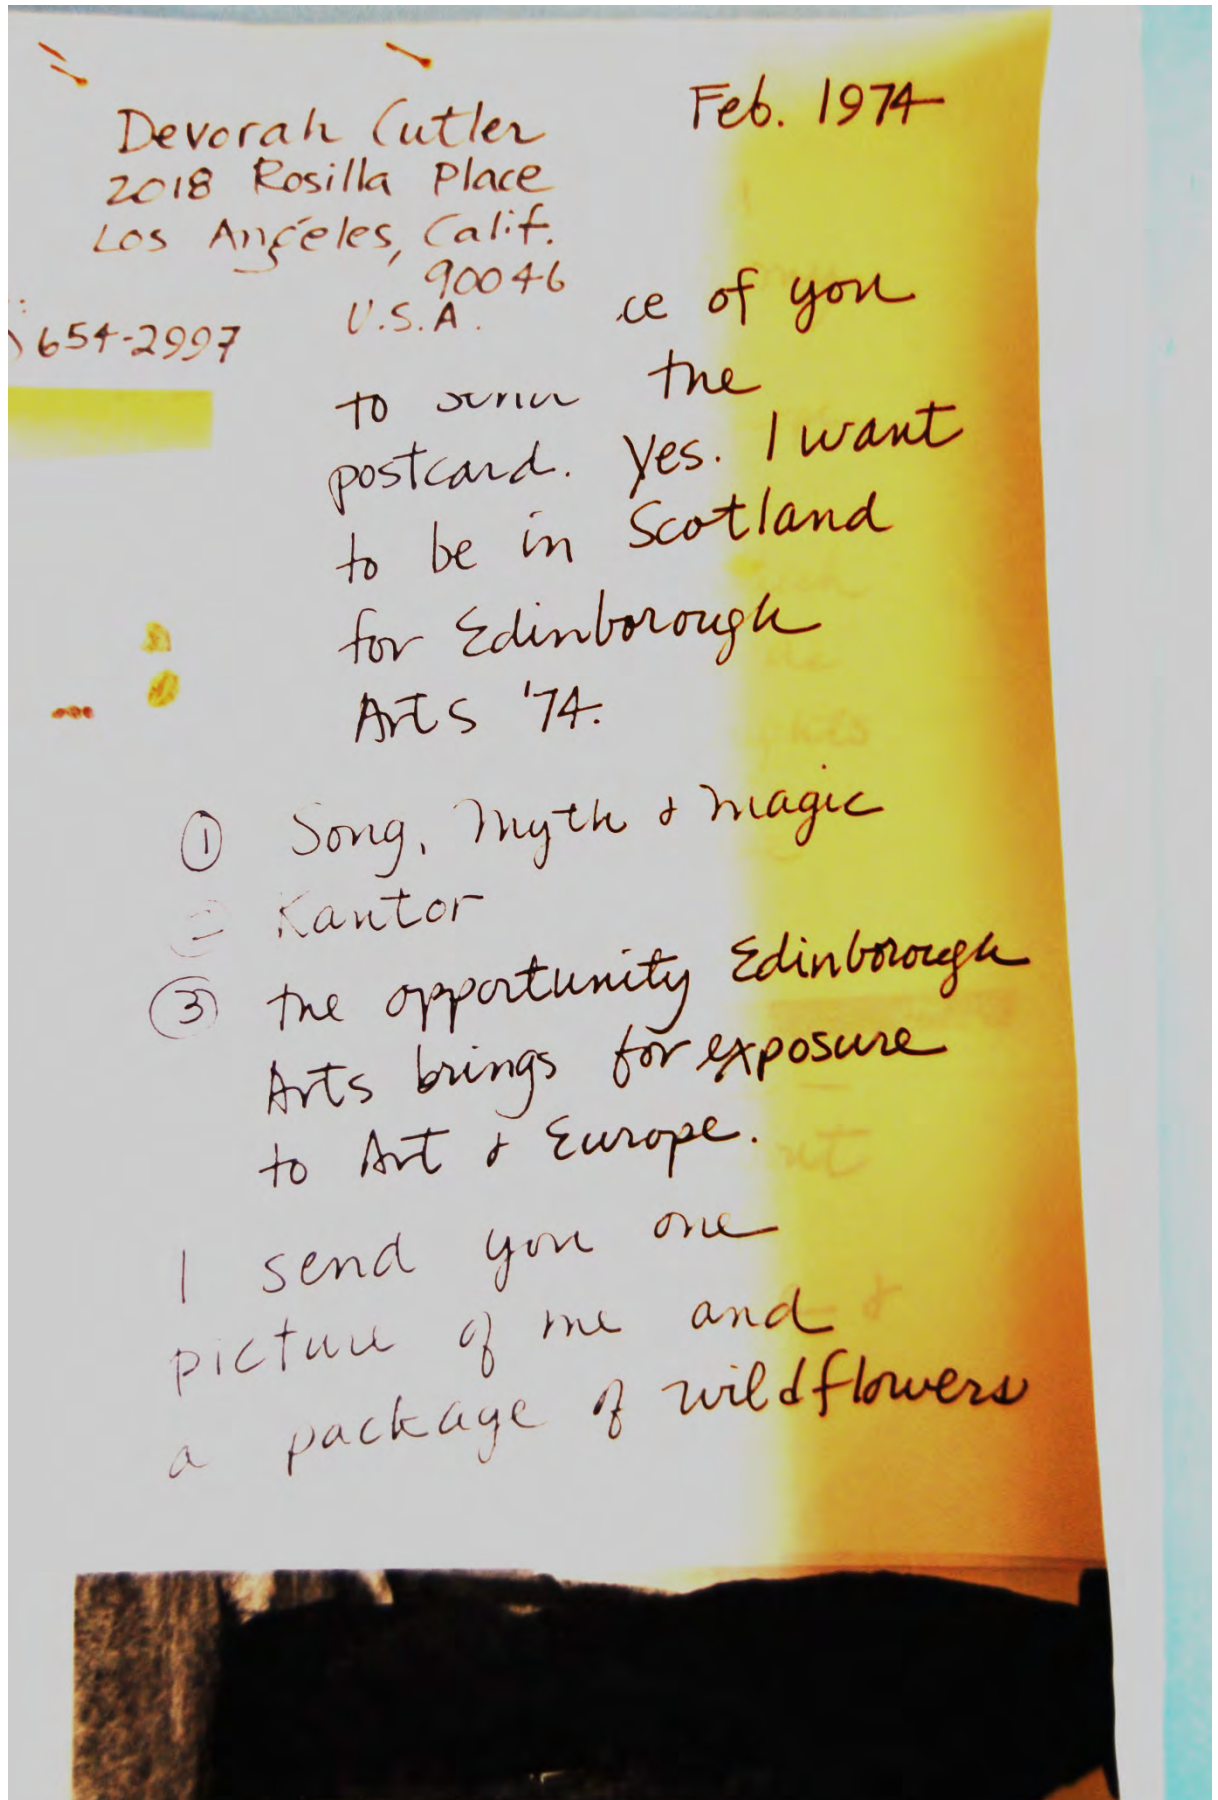 Feb. 1974
Devorah Cutler
2018 Rosilla Place
Los Angeles, Calif.
90046
U.S.A.
654-2997
ce of you
to the
postcard. Yes. I want
to be in Scotland
for Edinborough
Arts '74.
① Song, Myth & Magic
② Kantor
③ the opportunity Edinborough
Arts brings for exposure
to Art & Europe.
I send you one
picture of me and
a package of wildflowers